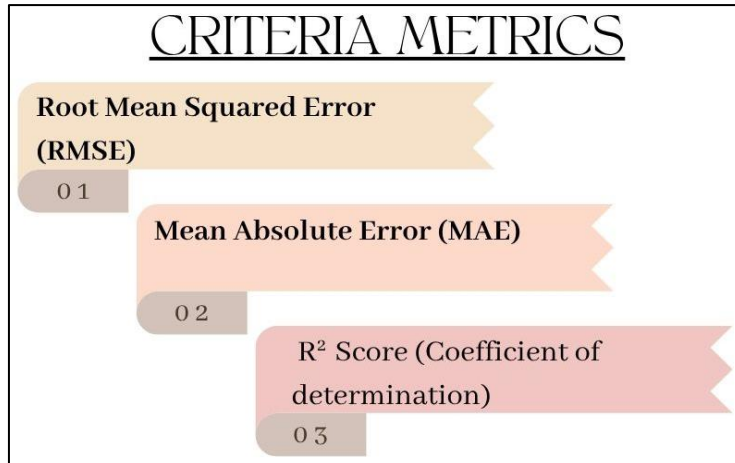 CRITERIA METRICS
Root Mean Squared Error
(RMSE)
01
Mean Absolute Error (MAE)
02
R² Score (Coefficient of
determination)
03